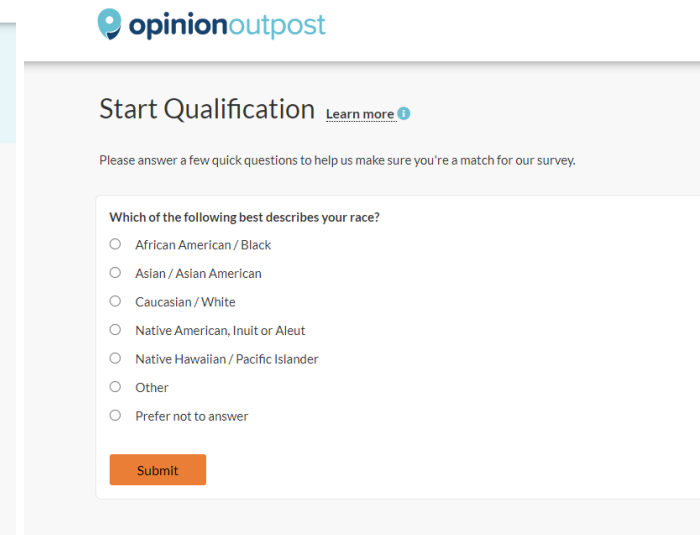 opinionoutpost
Start Qualification Learn more i
Please answer a few quick questions to help us make sure you're a match for our survey.
Which of the following best describes your race?
African American / Black
Asian / Asian American
Caucasian / White
Native American, Inuit or Aleut
Native Hawaiian / Pacific Islander
Other
Prefer not to answer
Submit